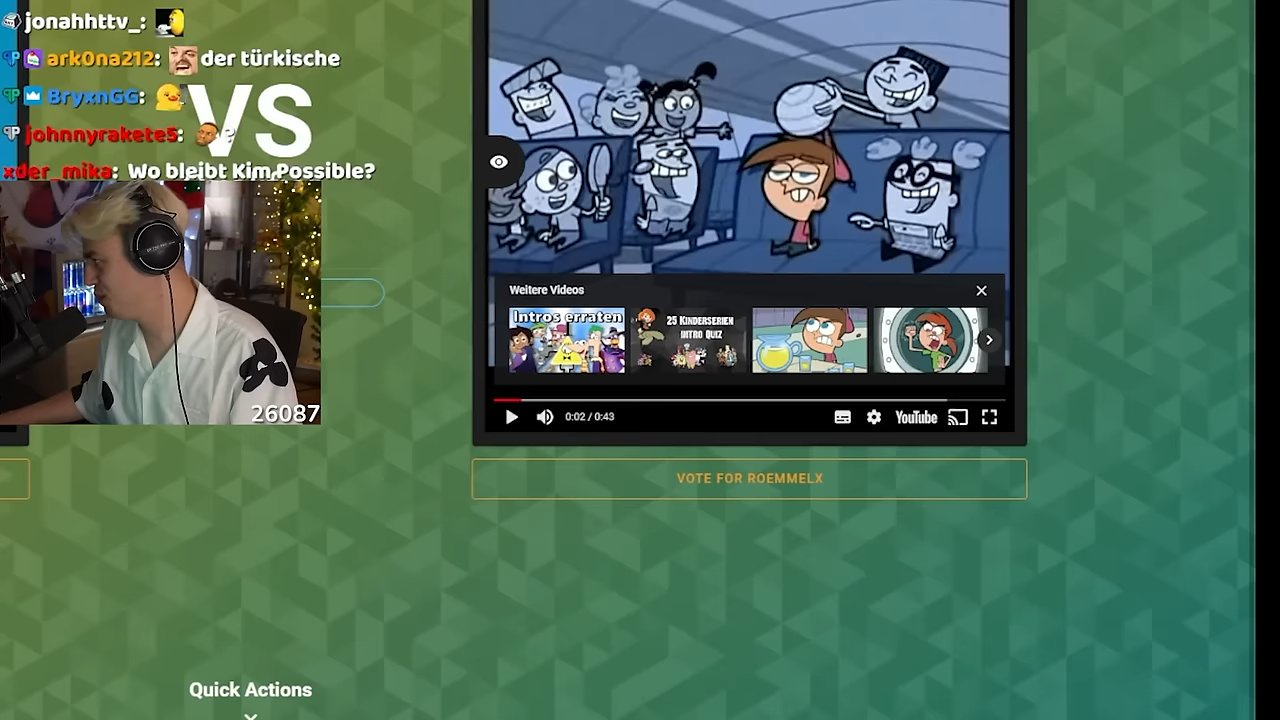 jonahhttv_:
ark0na212: der türkische
BryxnGG:
johnnyrakete5: ?
xder_mika: Wo bleibt Kim Possible?
VS
26087
Weitere Videos
Intros erraten
25 KINDERSERIEN
INTRO QUIZ
0:02 / 0:43
YouTube
VOTE FOR ROEMMELX
Quick Actions